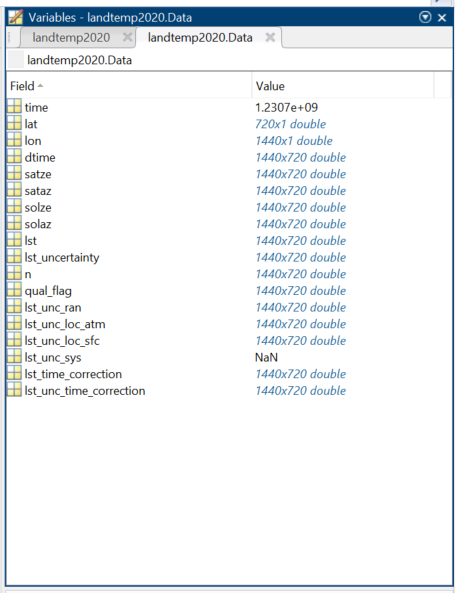 Variables - landtemp2020.Data
landtemp2020 landtemp2020.Data
landtemp2020.Data
Field Value
time 1.2307e+09
lat 720x1 double
lon 1440x1 double
dtime 1440x720 double
satze 1440x720 double
sataz 1440x720 double
solze 1440x720 double
solaz 1440x720 double
lst 1440x720 double
lst_uncertainty 1440x720 double
n 1440x720 double
qual_flag 1440x720 double
lst_unc_ran 1440x720 double
lst_unc_loc_atm 1440x720 double
lst_unc_loc_sfc 1440x720 double
lst_unc_sys NaN
lst_time_correction 1440x720 double
lst_unc_time_correction 1440x720 double